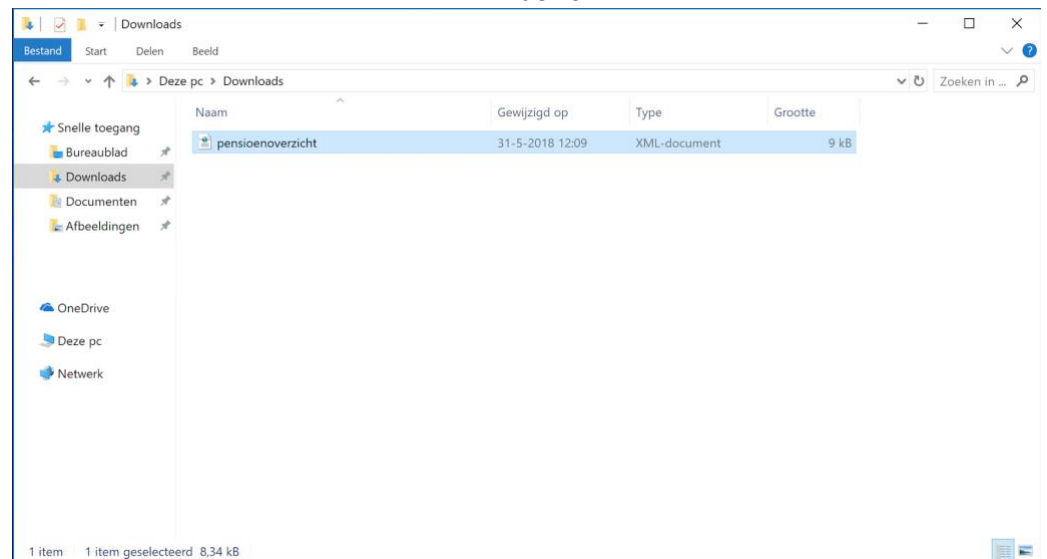 Downloads
Bestand Start Delen Beeld
Deze pc > Downloads Zoeken in ...
Naam Gewijzigd op Type Grootte
Snelle toegang
pensioenoverzicht 31-5-2018 12:09 XML-document 9 kB
Bureaublad
Downloads
Documenten
Afbeeldingen
OneDrive
Deze pc
Netwerk
1 item 1 item geselecteerd 8,34 kB